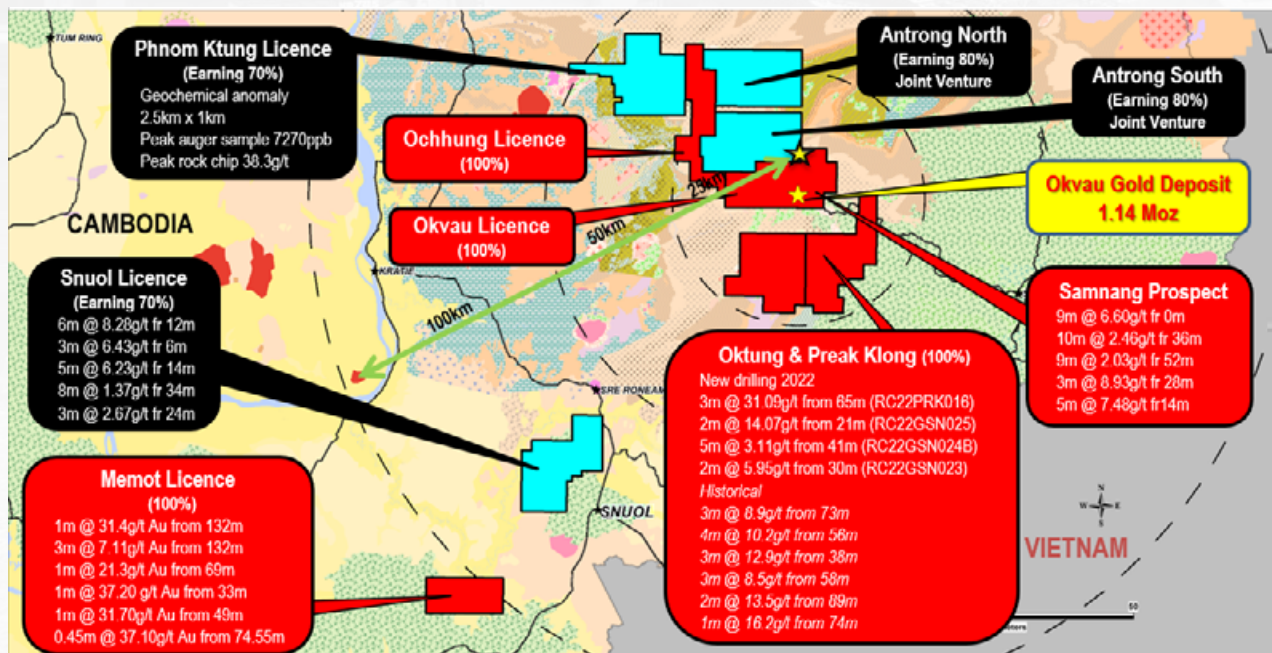 TUM RING
Phnom Ktung Licence
(Earning 70%)
Geochemical anomaly
2.5km x 1km
Peak auger sample 7270ppb
Peak rock chip 38.3g/t
Antrong North
(Earning 80%)
Joint Venture
Antrong South
(Earning 80%)
Joint Venture
Ochhung Licence
(100%)
25km
Okvau Gold Deposit
1.14 Moz
Okvau Licence
(100%)
50km
CAMBODIA
KRATIE
100km
Snuol Licence
(Earning 70%)
6m @ 8.28g/t fr 12m
3m @ 6.43g/t fr 6m
5m @ 6.23g/t fr 14m
8m @ 1.37g/t fr 34m
3m @ 2.67g/t fr 24m
Samnang Prospect
9m @ 6.60g/t fr 0m
10m @ 2.46g/t fr 36m
9m @ 2.03g/t fr 52m
3m @ 8.93g/t fr 28m
5m @ 7.48g/t fr14m
SRE RONEAM
Oktung & Preak Klong (100%)
New drilling 2022
3m @ 31.09g/t from 65m (RC22PRK016)
2m @ 14.07g/t from 21m (RC22GSN025)
5m @ 3.11g/t from 41m (RC22GSN024B)
2m @ 5.95g/t from 30m (RC22GSN023)
Historical
3m @ 8.9g/t from 73m
4m @ 10.2g/t from 56m
3m @ 12.9g/t from 38m
3m @ 8.5g/t from 58m
2m @ 13.5g/t from 89m
1m @ 16.2g/t from 74m
SNUOL
Memot Licence
(100%)
1m @ 31.4g/t Au from 132m
3m @ 7.11g/t Au from 132m
1m @ 21.3g/t Au from 69m
1m @ 37.20 g/t Au from 33m
1m @ 31.70g/t Au from 49m
0.45m @ 37.10g/t Au from 74.55m
N
W E
S
VIETNAM
50